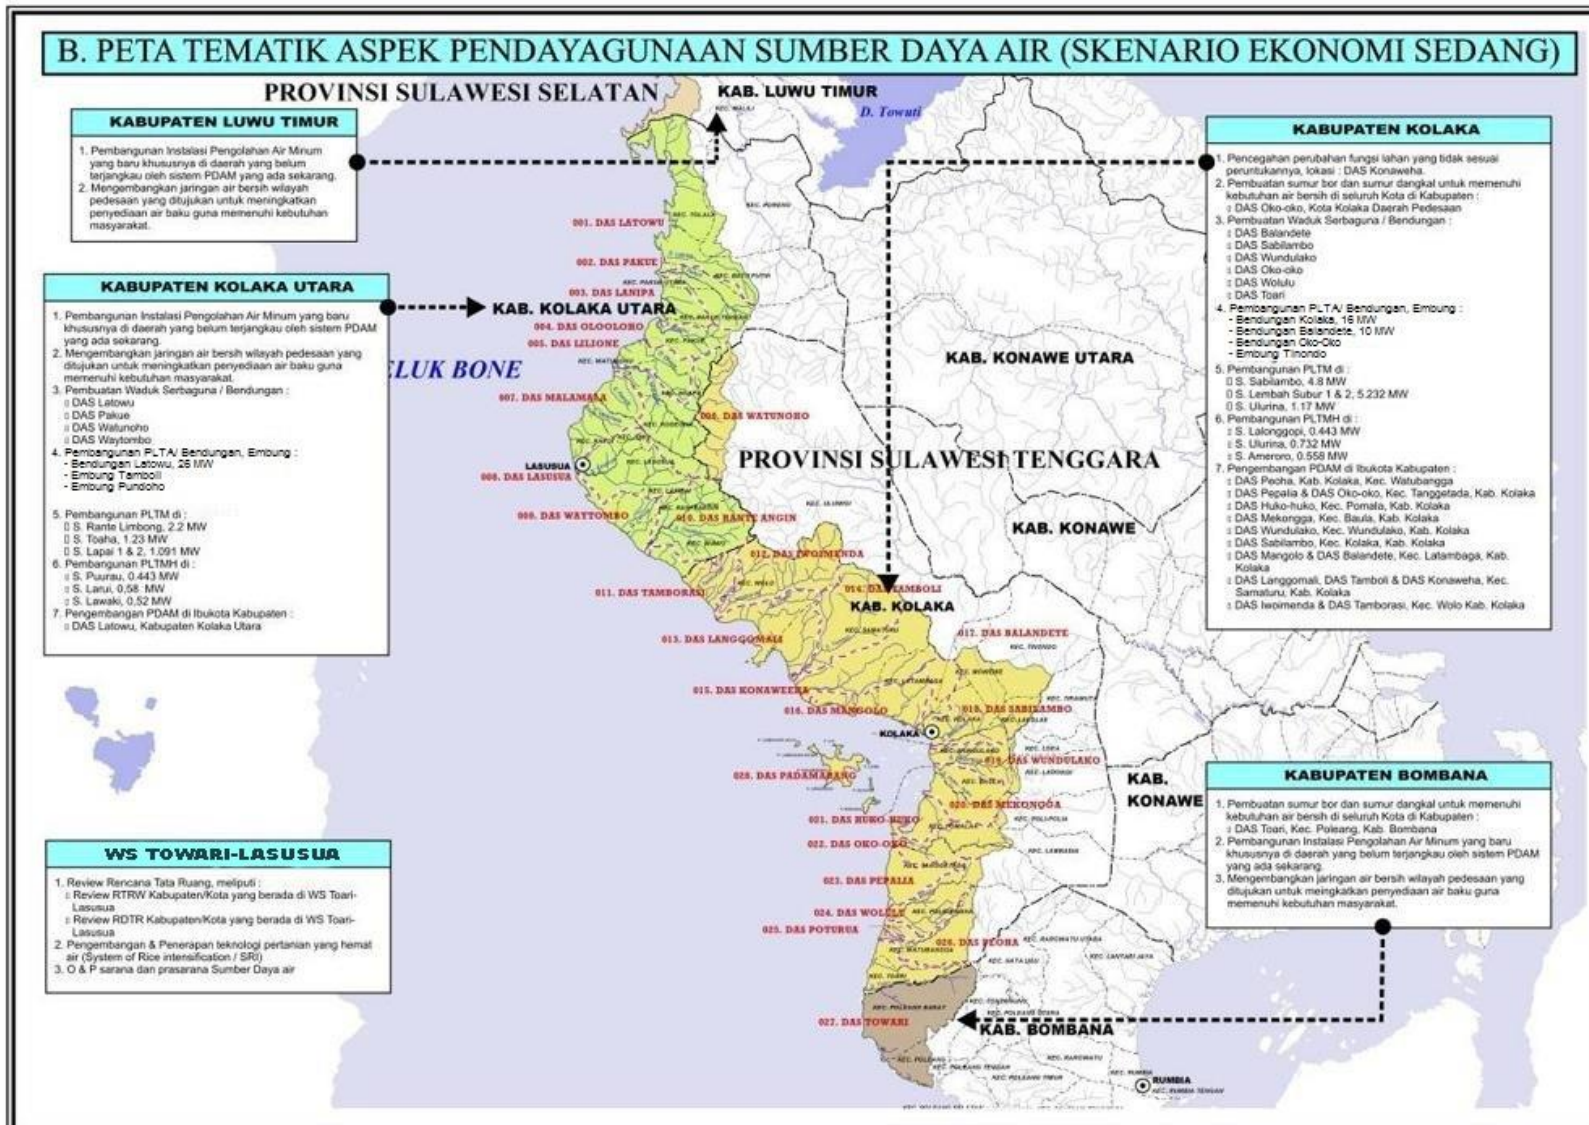 B. PETA TEMATIK ASPEK PENDAYAGUNAAN SUMBER DAYA AIR (SKENARIO EKONOMI SEDANG)
PROVINSI SULAWESI SELATAN
KAB. LUWU TIMUR
KEC. MALILI
D. Towuti
KABUPATEN LUWU TIMUR
1. Pembangunan Instalasi Pengolahan Air Minum
yang baru khususnya di daerah yang belum
terjangkau oleh sistem PDAM yang ada sekarang.
2. Mengembangkan jaringan air bersih wilayah
pedesaan yang ditujukan untuk meningkatkan
penyediaan air baku guna memenuhi kebutuhan
masyarakat.
KABUPATEN KOLAKA UTARA
1. Pembangunan Instalasi Pengolahan Air Minum yang baru
khususnya di daerah yang belum terjangkau oleh sistem PDAM
yang ada sekarang.
2. Mengembangkan jaringan air bersih wilayah pedesaan yang
ditujukan untuk meningkatkan penyediaan air baku guna
memenuhi kebutuhan masyarakat.
3. Pembuatan Waduk Serbaguna / Bendungan :
DAS Latowu
DAS Pakue
DAS Watunoho
DAS Waytombo
4. Pembangunan PLTA/ Bendungan, Embung :
- Bendungan Latowu, 26 MW
- Embung Tamboli
- Embung Pundoho
5. Pembangunan PLTM di :
S. Rante Limbong, 2.2 MW
S. Toaha, 1.23 MW
S. Lapai 1 & 2, 1.091 MW
6. Pembangunan PLTMH di :
S. Puurau, 0.443 MW
S. Larui, 0,58 MW
S. Lawaki, 0,52 MW
7. Pengembangan PDAM di Ibukota Kabupaten :
DAS Latowu, Kabupaten Kolaka Utara
WS TOWARI-LASUSUA
1. Review Rencana Tata Ruang, meliputi :
Review RTRW Kabupaten/Kota yang berada di WS Toari-
Lasusua
Review RDTR Kabupaten/Kota yang berada di WS Toari-
Lasusua
2. Pengembangan & Penerapan teknologi pertanian yang hemat
air (System of Rice intensification / SRI)
3. O & P sarana dan prasarana Sumber Daya air
KABUPATEN KOLAKA
1. Pencegahan perubahan fungsi lahan yang tidak sesuai
peruntukannya, lokasi : DAS Konaweha.
2. Pembuatan sumur bor dan sumur dangkal untuk memenuhi
kebutuhan air bersih di seluruh Kota di Kabupaten :
DAS Oko-oko, Kota Kolaka Daerah Pedesaan
3. Pembuatan Waduk Serbaguna / Bendungan :
DAS Balandete
DAS Sabilambo
DAS Wundulako
DAS Oko-oko
DAS Wolulu
DAS Toari
4. Pembangunan PLTA/ Bendungan, Embung :
- Bendungan Kolaka, 16 MW
- Bendungan Balandete, 10 MW
- Bendungan Oko-Oko
- Embung Tinondo
5. Pembangunan PLTM di :
S. Sabilambo, 4.8 MW
S. Lembah Subur 1 & 2, 5.232 MW
S. Ulurina, 1.17 MW
6. Pembangunan PLTMH di :
S. Lalonggopi, 0.443 MW
S. Ulurina, 0.732 MW
S. Ameroro, 0.558 MW
7. Pengembangan PDAM di Ibukota Kabupaten :
DAS Peoha, Kab. Kolaka, Kec. Watubangga
DAS Pepalia & DAS Oko-oko, Kec. Tanggetada, Kab. Kolaka
DAS Huko-huko, Kec. Pomala, Kab. Kolaka
DAS Mekongga, Kec. Baula, Kab. Kolaka
DAS Wundulako, Kec. Wundulako, Kab. Kolaka
DAS Sabilambo, Kec. Kolaka, Kab. Kolaka
DAS Mangolo & DAS Balandete, Kec. Latambaga, Kab.
Kolaka
DAS Langgomali, DAS Tamboli & DAS Konaweha, Kec.
Samaturu, Kab. Kolaka
DAS Iwoimenda & DAS Tamborasi, Kec. Wolo Kab. Kolaka
KABUPATEN BOMBANA
1. Pembuatan sumur bor dan sumur dangkal untuk memenuhi
kebutuhan air bersih di seluruh Kota di Kabupaten :
DAS Toari, Kec. Poleang, Kab. Bombana
2. Pembangunan Instalasi Pengolahan Air Minum yang baru
khususnya di daerah yang belum terjangkau oleh sistem PDAM
yang ada sekarang.
3. Mengembangkan jaringan air bersih wilayah pedesaan yang
ditujukan untuk meningkatkan penyediaan air baku guna
memenuhi kebutuhan masyarakat.
001. DAS LATOWU
002. DAS PAKUE
003. DAS LANIPA
KAB. KOLAKA UTARA
004. DAS OLOOLOHO
005. DAS LILIONE
ELUK BONE
007. DAS MALAMALA
006. DAS WATUNOHO
KAB. KONAWE UTARA
LASUSUA
008. DAS LASUSUA
PROVINSI SULAWESI TENGGARA
009. DAS WAYTOMBO
010. DAS RANTE ANGIN
KAB. KONAWE
012. DAS IWOIMENDA
011. DAS TAMBORASI
014. DAS TAMBOLI
KAB. KOLAKA
013. DAS LANGGOMALI
KEC. SAMATURU
017. DAS BALANDETE
015. DAS KONAWEHA
016. DAS MANGOLO
018. DAS SABILAMBO
KOLAKA
019. DAS WUNDULAKO
028. DAS PADAMARANG
KAB.
KONAWE
020. DAS MEKONGGA
021. DAS HUKO-HUKO
022. DAS OKO-OKO
023. DAS PEPALIA
024. DAS WOLULU
025. DAS POTURUA
026. DAS PEOHA
KEC. POLEANG BARAT
027. DAS TOWARI
KAB. BOMBANA
KEC. POLEANG TENGAH
KEC. POLEANG TIMUR
RUMBIA
KEC. RUMBIA TENGAH